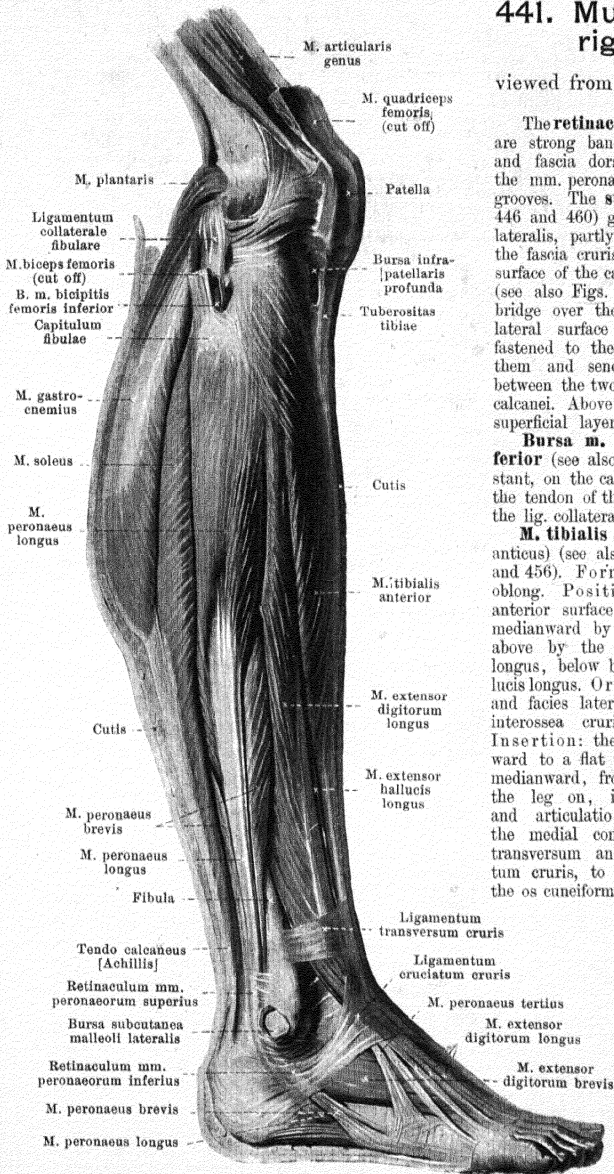 441. Mu
rig
viewed from
The retinac
are strong ban
and fascia dors
the mm. perona
grooves. The s
446 and 460) g
lateralis, partly
the fascia cruris
surface of the ca
(see also Figs.
bridge over the
lateral surface
fastened to the
them and send
between the two
calcanei. Above
superficial layer
Bursa m.
ferior (see also
stant, on the ca
the tendon of th
the lig. collatera
M. tibialis
anticus) (see als
and 456). Form
oblong. Positi
anterior surface
medianward by
above by the
longus, below b
lucis longus. Or
and facies later
interossea cruri
Insertion: the
ward to a flat
medianward, fro
the leg on, i
and articulatio
the medial con
transversum an
tum cruris, to
the os cuneiform
M. articularis
genus
M. quadriceps
femoris
(cut off)
M. plantaris
Patella
Ligamentum
collaterale
fibulare
M. biceps femoris
(cut off)
B. m. bicipitis
femoris inferior
Capitulum
fibulae
Bursa infra-
patellaris
profunda
Tuberositas
tibiae
M. gastro-
cnemius
M. soleus
Cutis
M.
peronaeus
longus
M. tibialis
anterior
M. extensor
digitorum
longus
Cutis
M. extensor
hallucis
longus
M. peronaeus
brevis
M. peronaeus
longus
Fibula
Ligamentum
transversum cruris
Tendo calcaneus
[Achillis]
Ligamentum
cruciatum cruris
Retinaculum mm.
peronaeorum superius
M. peronaeus tertius
Bursa subcutanea
malleoli lateralis
M. extensor
digitorum longus
Retinaculum mm.
peronaeorum inferius
M. extensor
digitorum brevis
M. peronaeus brevis
M. peronaeus longus